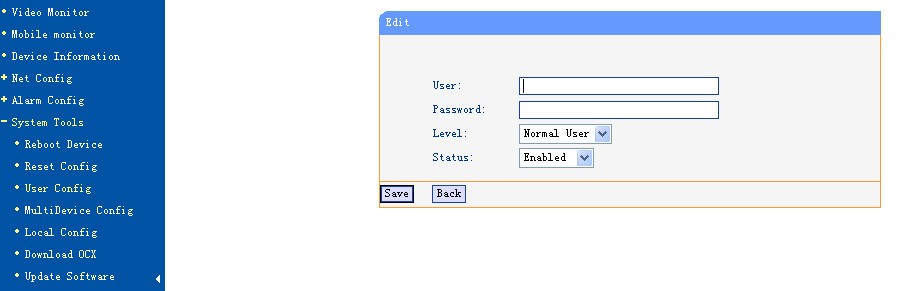 Video Monitor
Mobile monitor
Device Information
Net Config
Alarm Config
System Tools
Reboot Device
Reset Config
User Config
MultiDevice Config
Local Config
Download OCX
Update Software
Edit
User:
Password:
Level: Normal User
Status: Enabled
Save Back